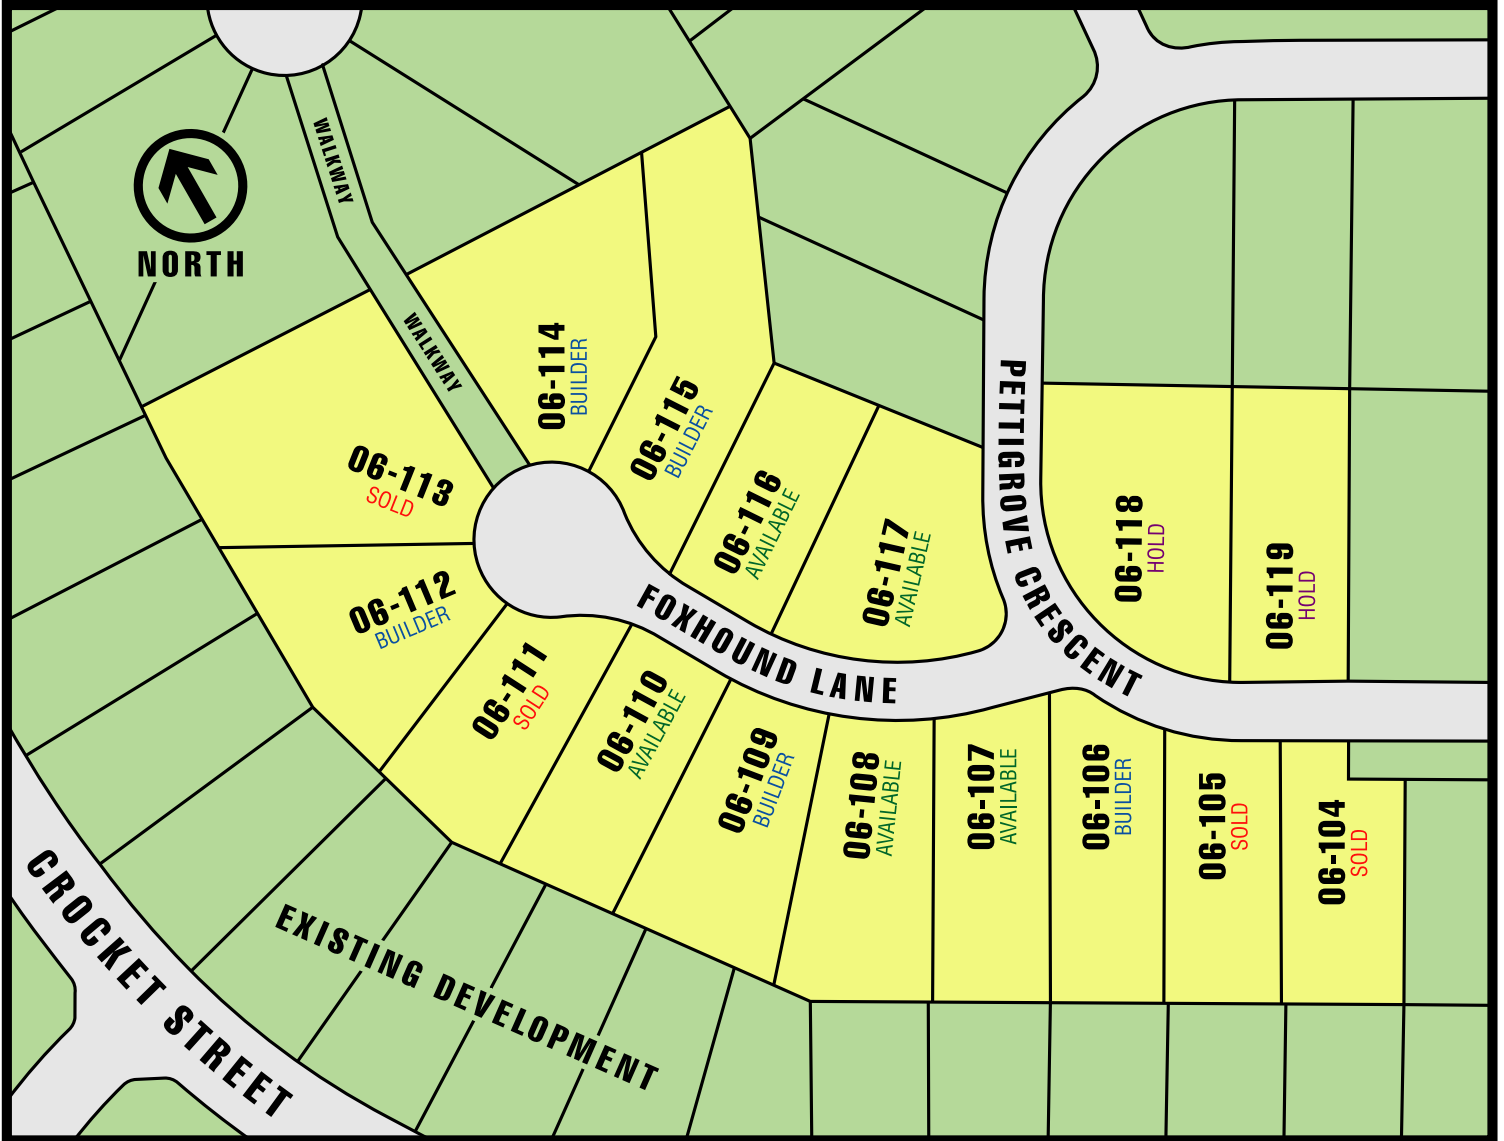 WALKWAY
NORTH
WALKWAY
06-114
BUILDER
06-115
BUILDER
06-113
SOLD
06-116
AVAILABLE
06-117
AVAILABLE
PETTIGROVE CRESCENT
06-118
HOLD
06-119
HOLD
06-112
BUILDER
FOXHOUND LANE
06-111
SOLD
06-110
AVAILABLE
06-109
BUILDER
06-108
AVAILABLE
06-107
AVAILABLE
06-106
BUILDER
06-105
SOLD
06-104
SOLD
CROCKET STREET
EXISTING DEVELOPMENT